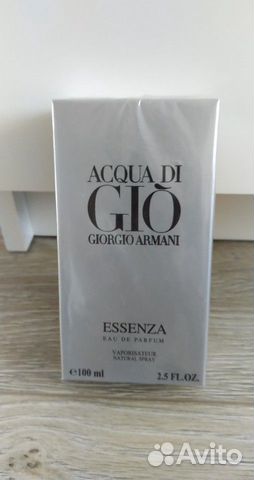 ACQUA DI
GIÒ
GIORGIO ARMANI
ESSENZA
EAU DE PARFUM
VAPORISATEUR
NATURAL SPRAY
℮100 ml 2.5 FL.OZ.
Avito